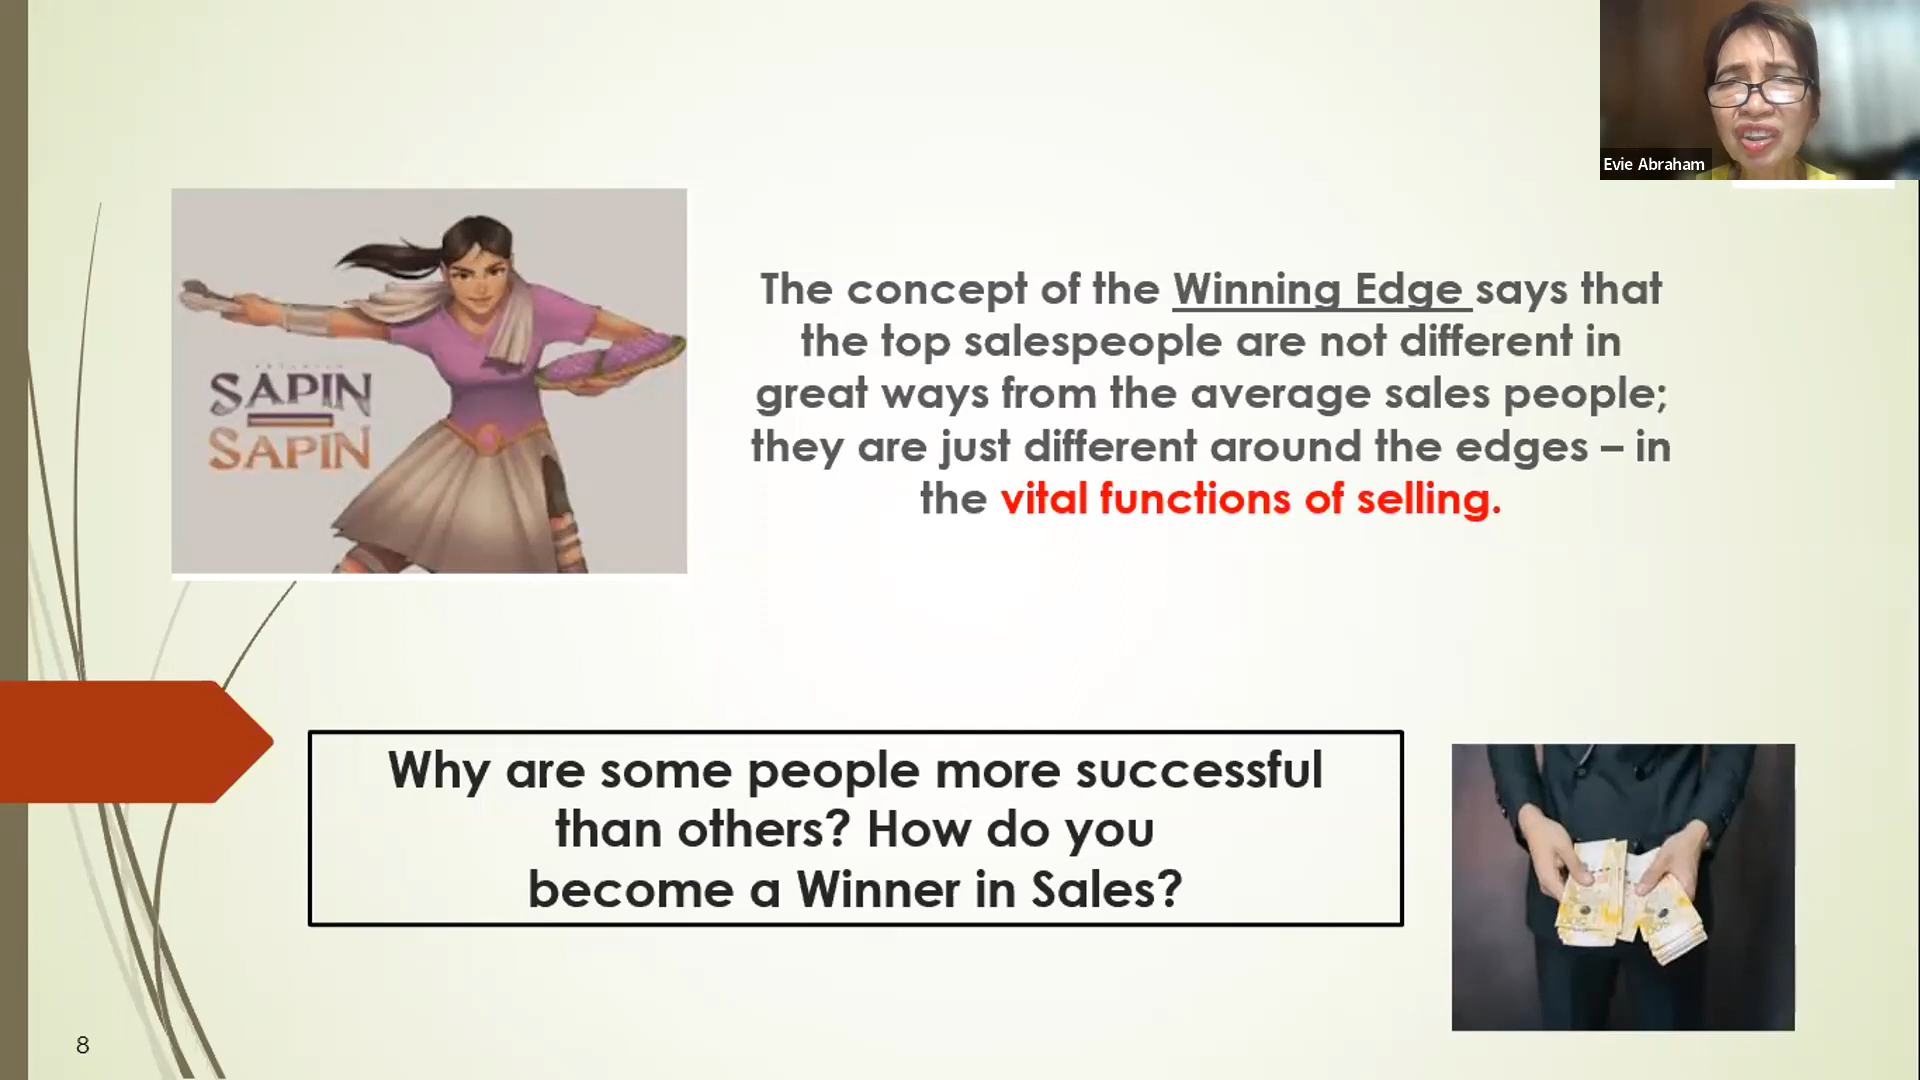 Evie Abraham
SAPIN
SAPIN
The concept of the Winning Edge says that
the top salespeople are not different in
great ways from the average sales people;
they are just different around the edges – in
the vital functions of selling.
Why are some people more successful
than others? How do you
become a Winner in Sales?
8